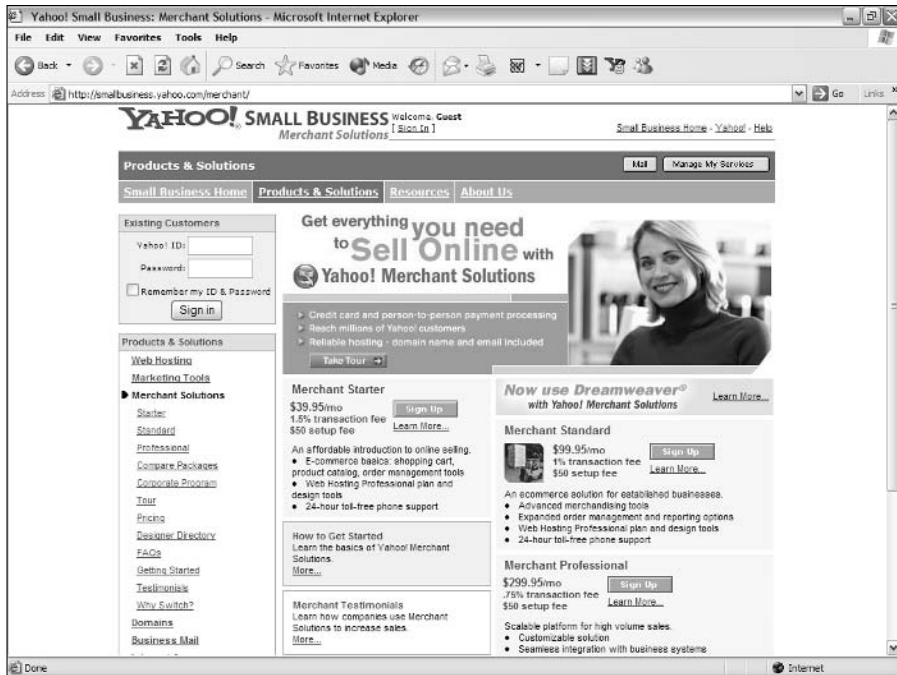 Yahoo! Small Business: Merchant Solutions - Microsoft Internet Explorer
File Edit View Favorites Tools Help
Back Search Favorites Media
Address http://smallbusiness.yahoo.com/merchant/ Go Links
YAHOO! SMALL BUSINESS Welcome, Guest
Merchant Solutions [ Sign In ]
Small Business Home - Yahoo! - Help
Products & Solutions Mail Manage My Services
Small Business Home Products & Solutions Resources About Us
Existing Customers
Yahoo! ID:
Password:
Remember my ID & Password
Sign in
Products & Solutions
Web Hosting
Marketing Tools
Merchant Solutions
Starter
Standard
Professional
Compare Packages
Corporate Program
Tour
Pricing
Designer Directory
FAQs
Getting Started
Testimonials
Why Switch?
Domains
Business Mail
Get everything you need
to Sell Online with
Yahoo! Merchant Solutions
Credit card and person-to-person payment processing
Reach millions of Yahoo! customers
Reliable hosting - domain name and email included
Take Tour
Merchant Starter
$39.95/mo Sign Up
1.5% transaction fee
$50 setup fee Learn More...
An affordable introduction to online selling.
• E-commerce basics: shopping cart,
product catalog, order management tools
• Web Hosting Professional plan and
design tools
• 24-hour toll-free phone support
How to Get Started
Learn the basics of Yahoo! Merchant
Solutions.
More...
Merchant Testimonials
Learn how companies use Merchant
Solutions to increase sales.
More...
Now use Dreamweaver®
with Yahoo! Merchant Solutions Learn More...
Merchant Standard
$99.95/mo Sign Up
1% transaction fee
$50 setup fee Learn More...
An ecommerce solution for established businesses.
• Advanced merchandising tools
• Expanded order management and reporting options
• Web Hosting Professional plan and design tools
• 24-hour toll-free phone support
Merchant Professional
$299.95/mo Sign Up
.75% transaction fee
$50 setup fee Learn More...
Scalable platform for high volume sales.
• Customizable solution
• Seamless integration with business systems
Done Internet